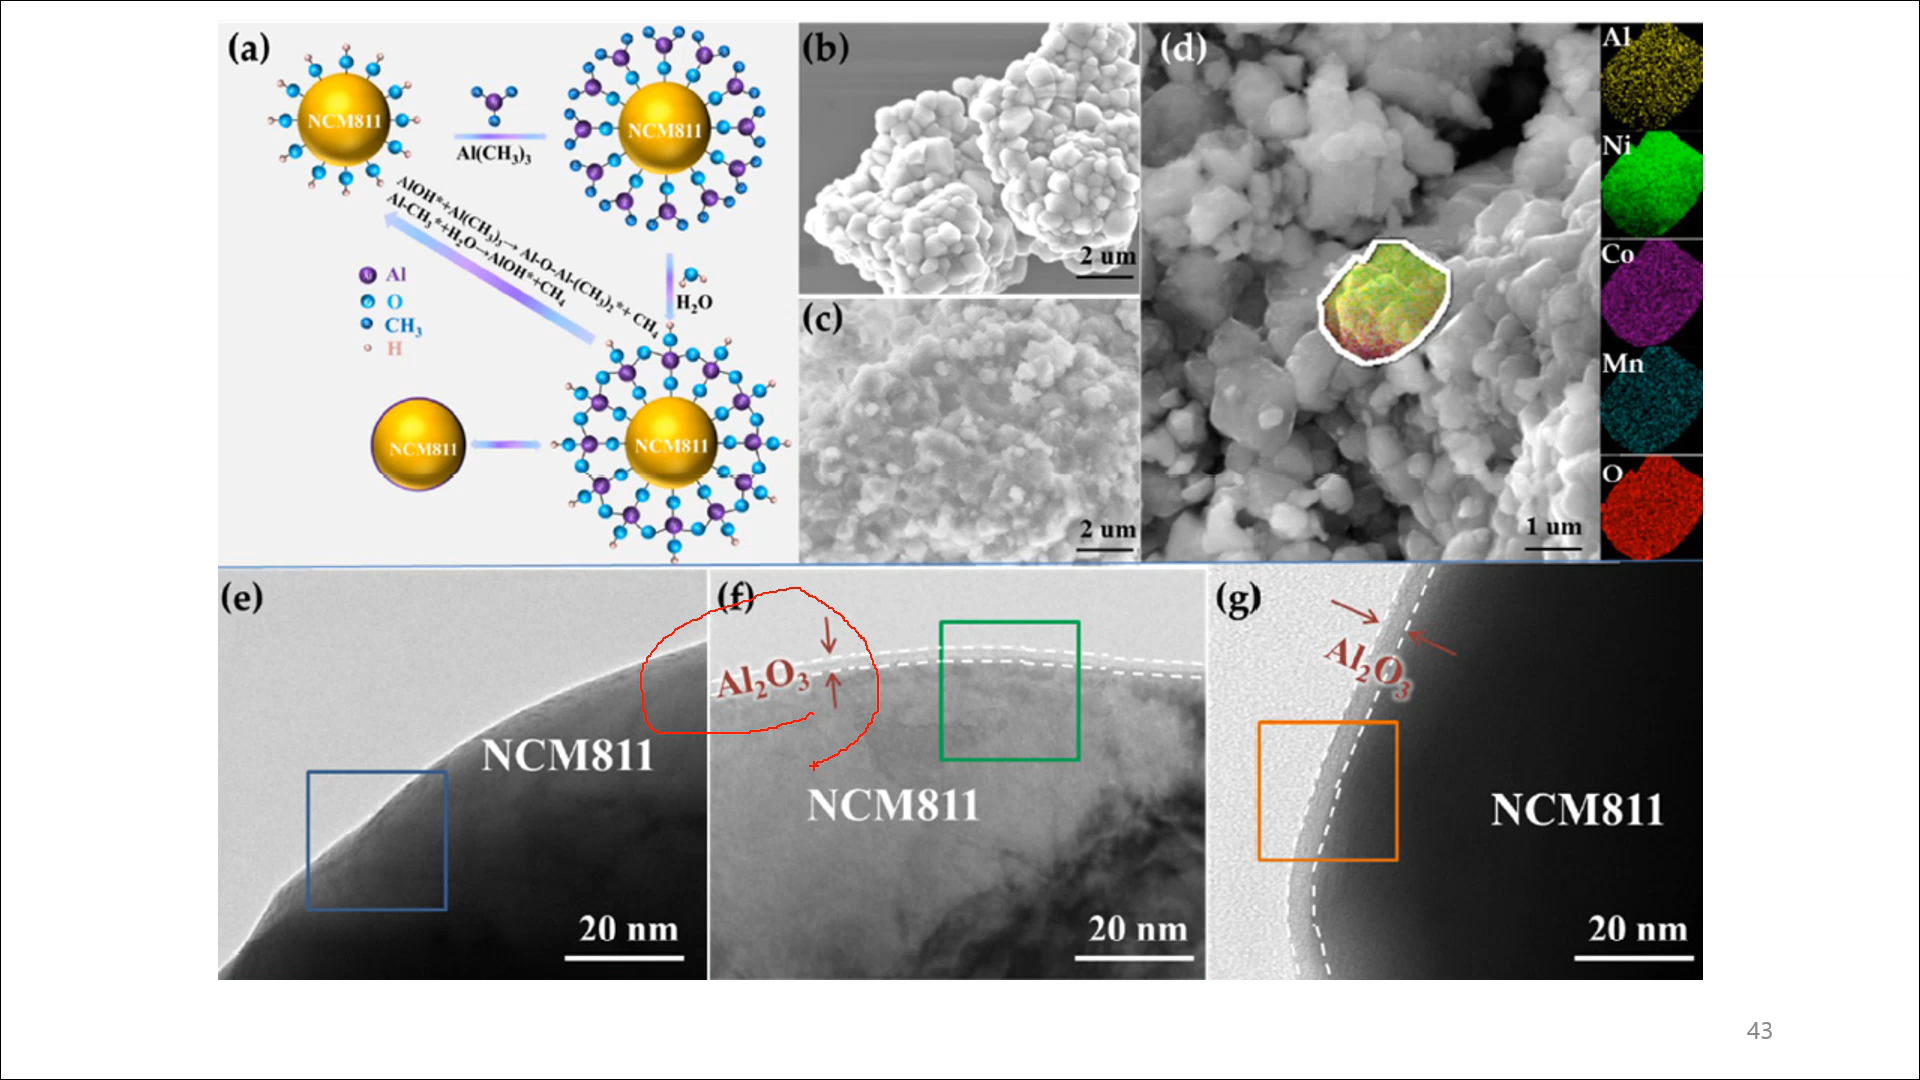 (a)
NCM811
Al(CH₃)₃
NCM811
AlOH*+Al(CH₃)₃→ Al-O-Al-(CH₃)₂*+ CH₄
Al-CH₃*+H₂O→AlOH*+CH₄
H₂O
Al
O
CH₃
H
NCM811
NCM811
(b)
2 um
(c)
2 um
(d)
1 um
Al
Ni
Co
Mn
O
(e)
NCM811
20 nm
(f)
Al₂O₃
NCM811
20 nm
(g)
Al₂O₃
NCM811
20 nm
43